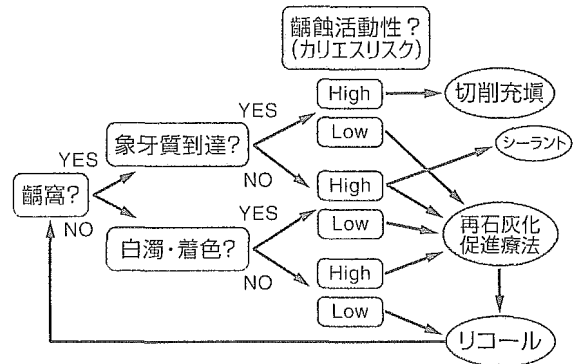 齲蝕活動性？
(カリエスリスク)
YES
High
切削充塡
Low
象牙質到達？
シーラント
YES
NO
High
齲窩？
YES
Low
再石灰化
促進療法
NO
白濁・着色？
High
NO
Low
リコール